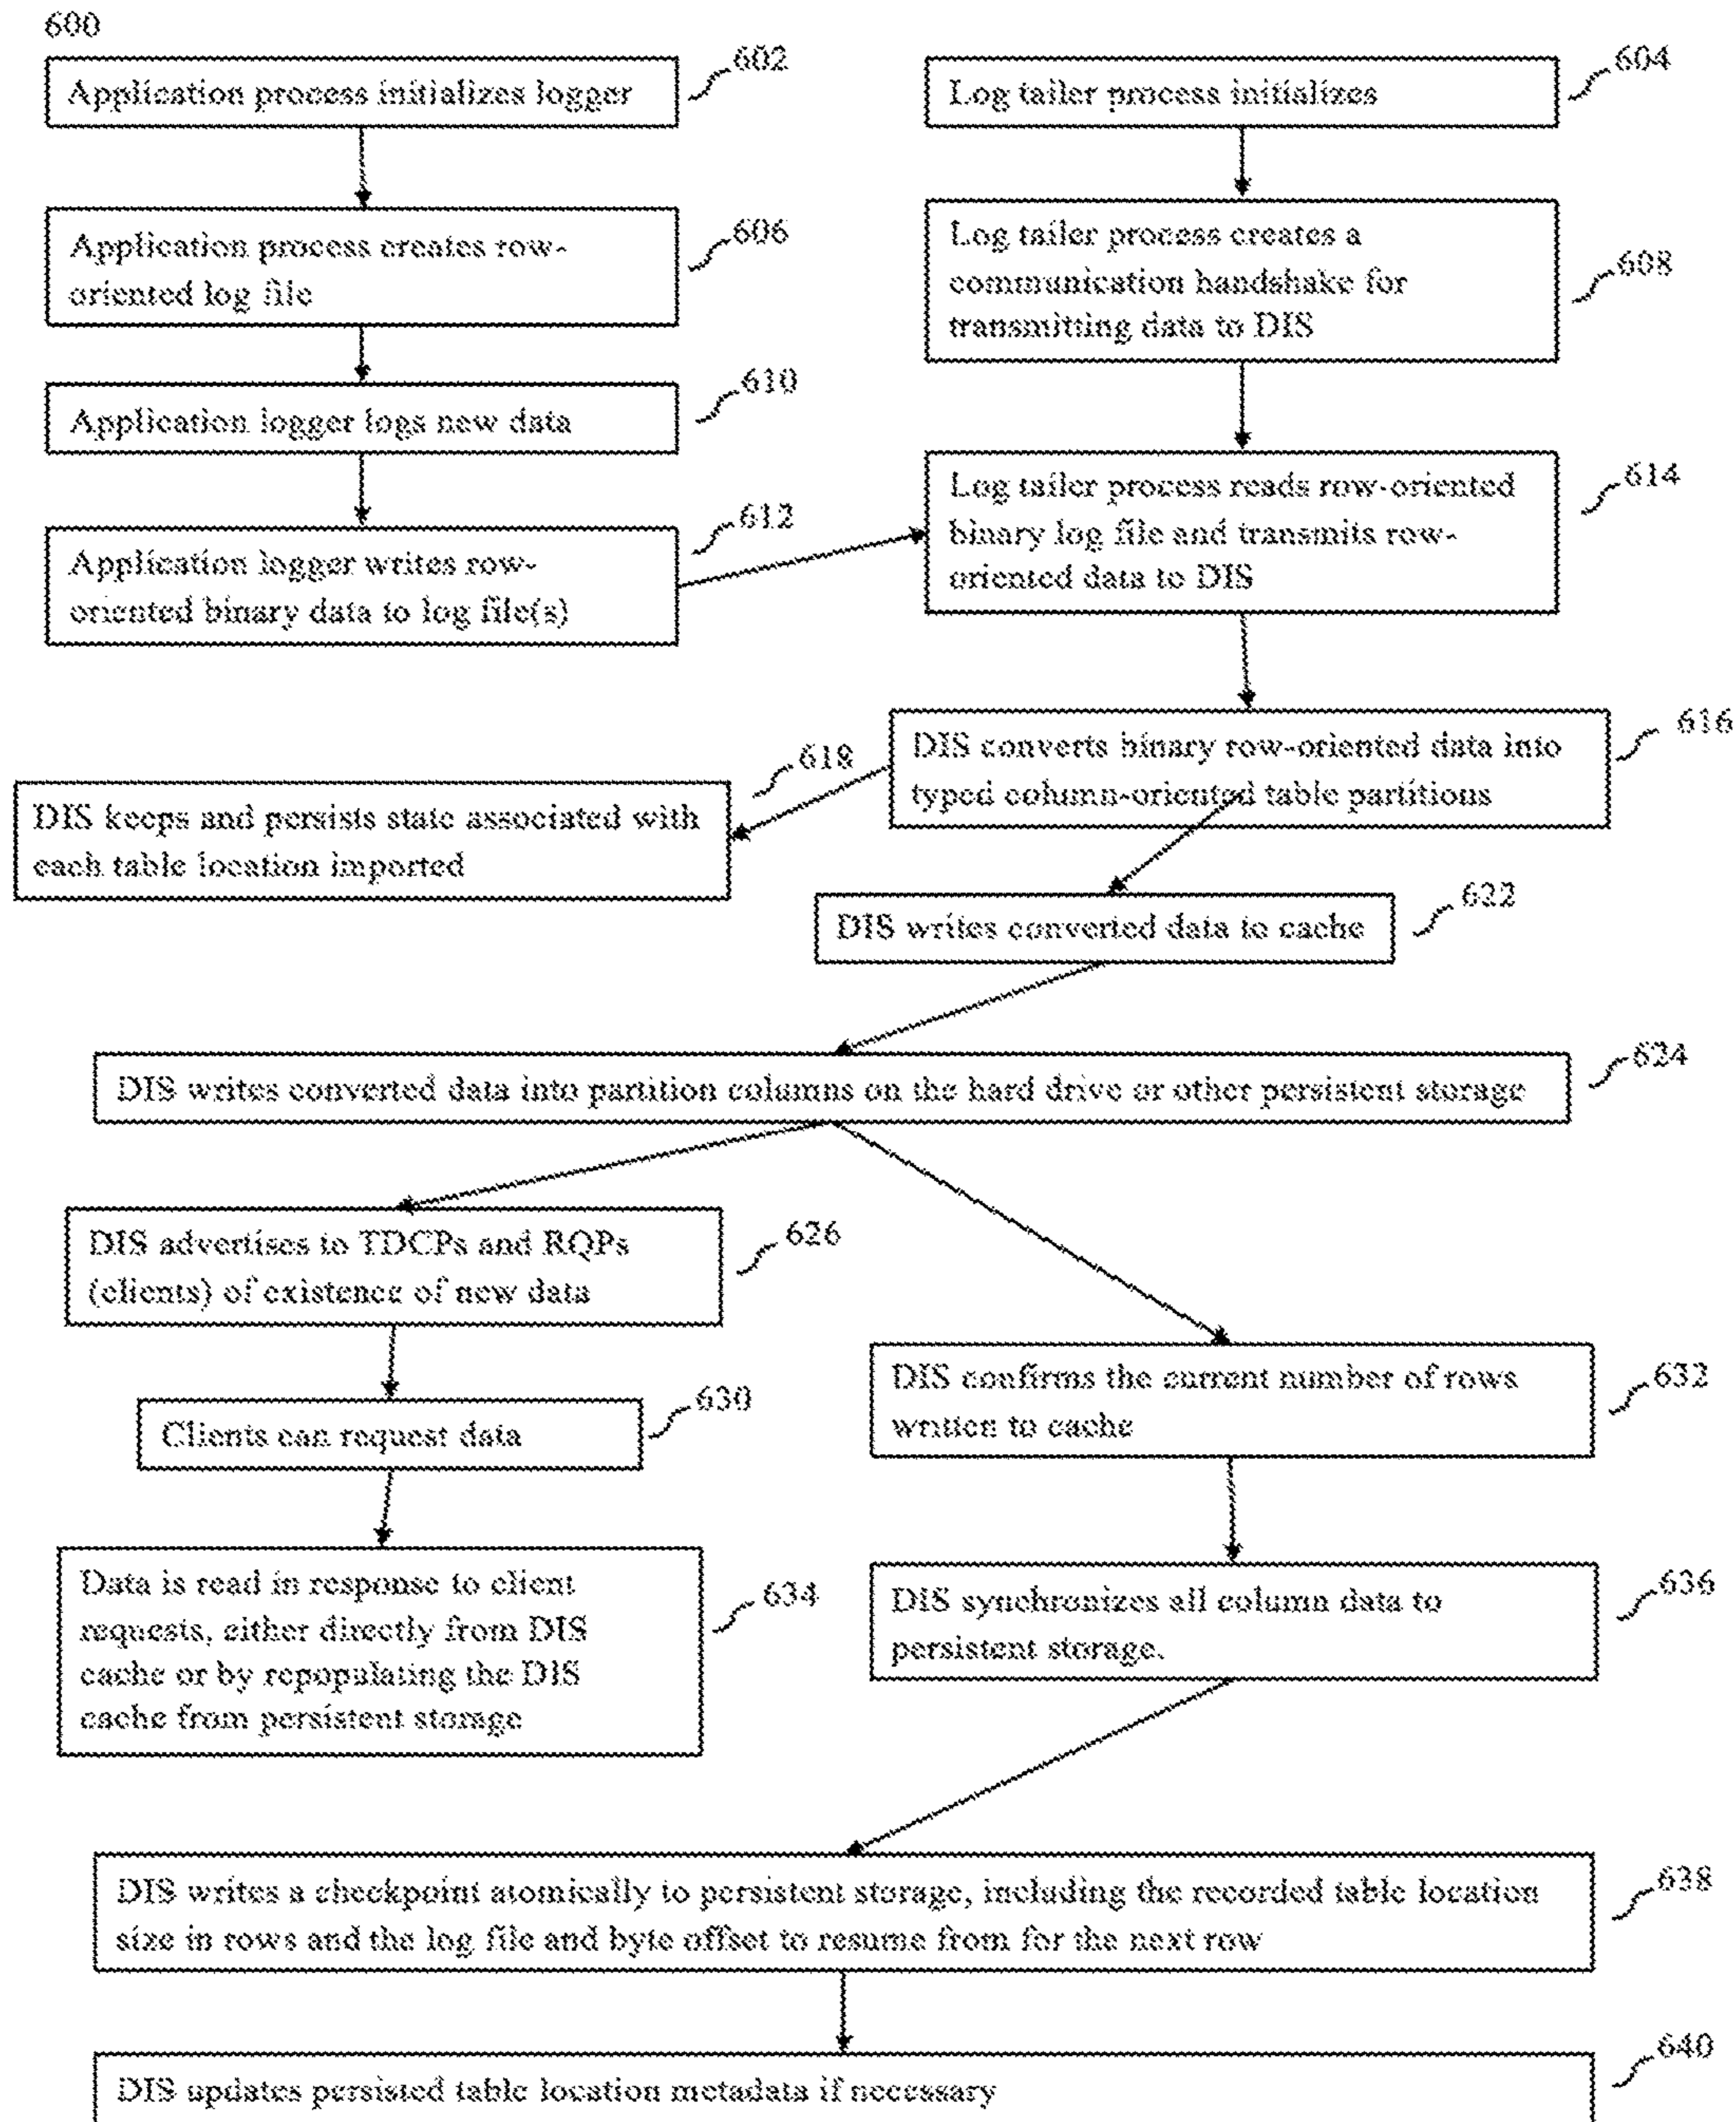 600
Application process initializes logger
602
Log tailer process initializes
604
Application process creates row-
oriented log file
606
Log tailer process creates a
communication handshake for
transmitting data to DIS
608
Application logger logs new data
610
Application logger writes row-
oriented binary data to log file(s)
612
Log tailer process reads row-oriented
binary log file and transmits row-
oriented data to DIS
614
DIS converts binary row-oriented data into
typed column-oriented table partitions
616
DIS keeps and persists state associated with
each table location imported
618
DIS writes converted data to cache
622
DIS writes converted data into partition columns on the hard drive or other persistent storage
624
DIS advertises to TDCPs and RQPs
(clients) of existence of new data
626
Clients can request data
630
DIS confirms the current number of rows
written to cache
632
Data is read in response to client
requests, either directly from DIS
cache or by repopulating the DIS
cache from persistent storage
634
DIS synchronizes all column data to
persistent storage.
636
DIS writes a checkpoint atomically to persistent storage, including the recorded table location
size in rows and the log file and byte offset to resume from for the next row
638
DIS updates persisted table location metadata if necessary
640